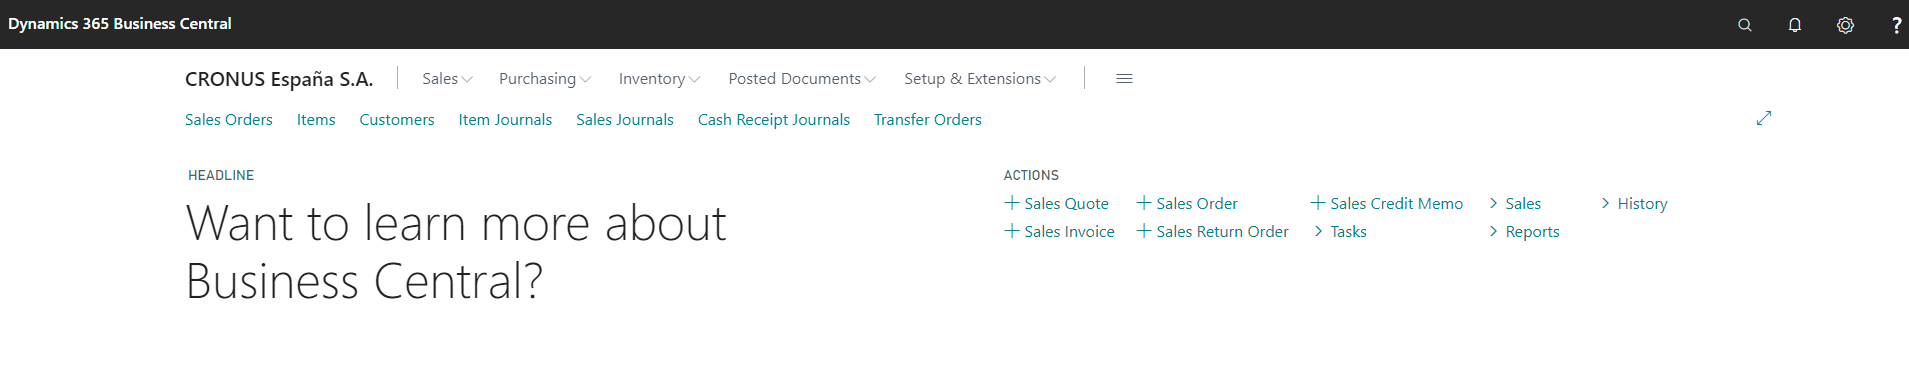 Dynamics 365 Business Central
?
CRONUS España S.A. Sales Purchasing Inventory Posted Documents Setup & Extensions
Sales Orders Items Customers Item Journals Sales Journals Cash Receipt Journals Transfer Orders
HEADLINE
Want to learn more about
Business Central?
ACTIONS
+ Sales Quote + Sales Order + Sales Credit Memo > Sales > History
+ Sales Invoice + Sales Return Order > Tasks > Reports